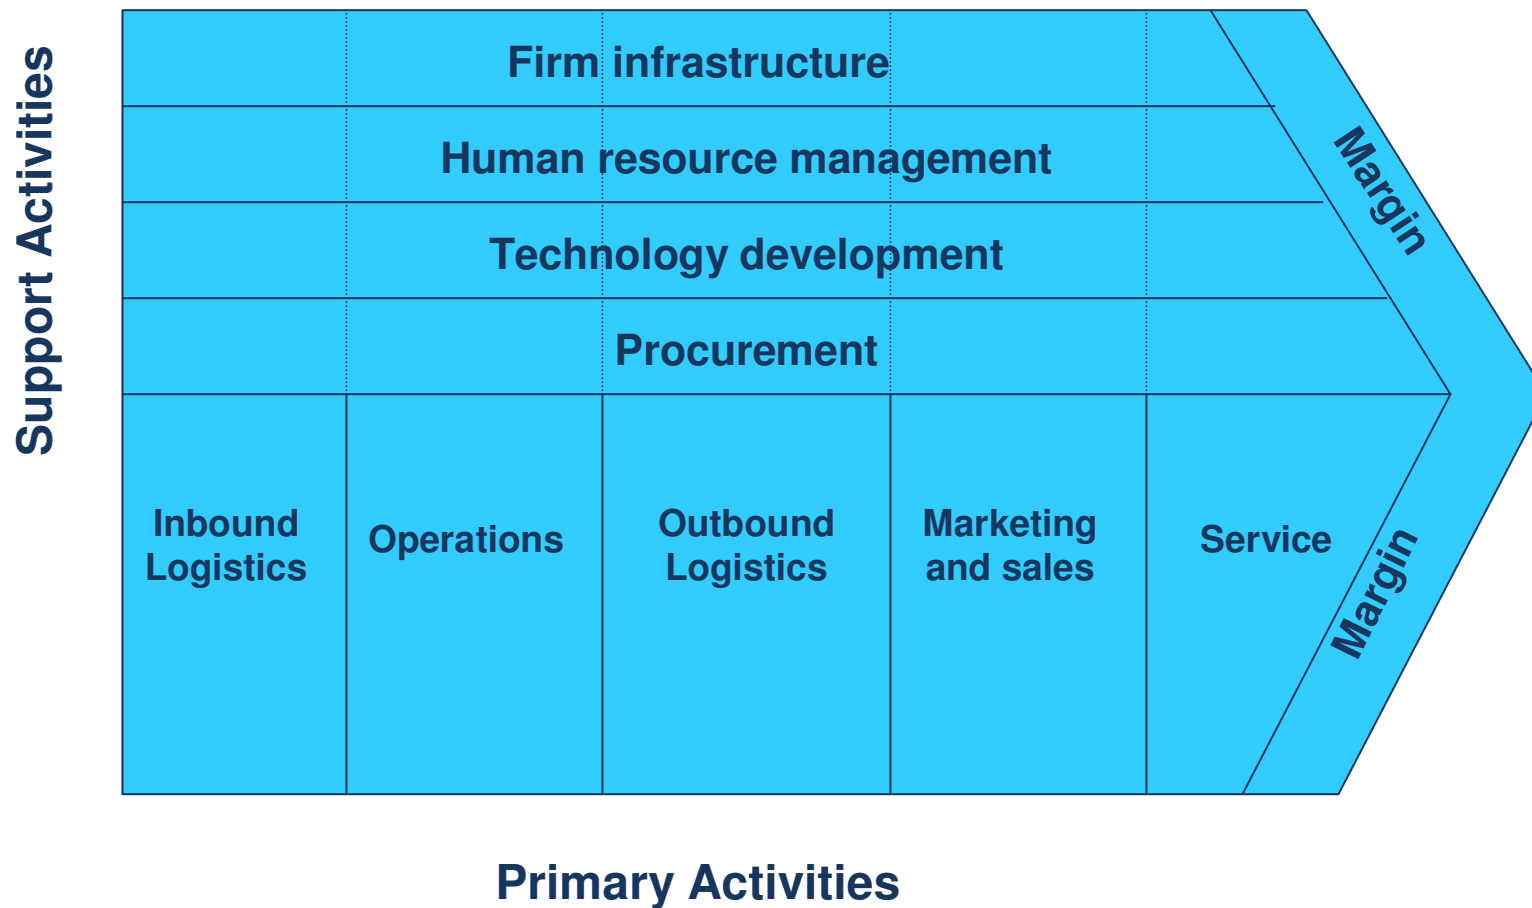 Support Activities
Firm infrastructure
Human resource management
Technology development
Procurement
Margin
Inbound
Logistics
Operations
Outbound
Logistics
Marketing
and sales
Service
Margin
Primary Activities